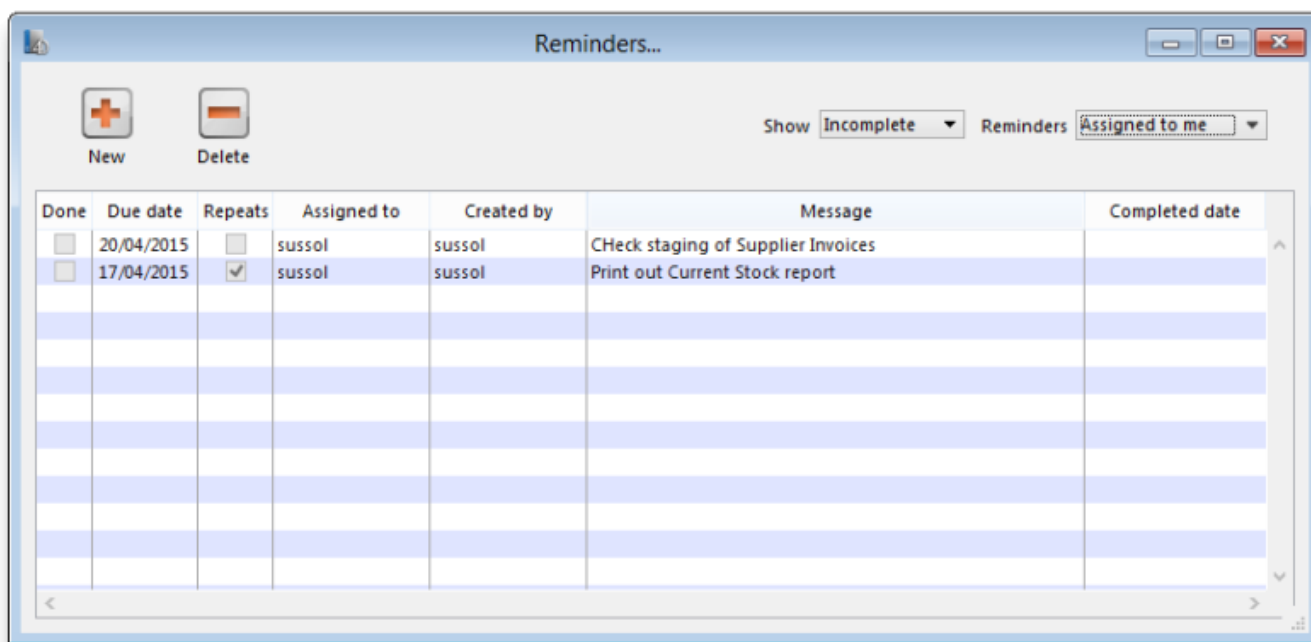 Reminders...
Show Incomplete Reminders Assigned to me
New Delete
Done Due date Repeats Assigned to Created by Message Completed date
20/04/2015 sussol sussol CHeck staging of Supplier Invoices
17/04/2015 sussol sussol Print out Current Stock report